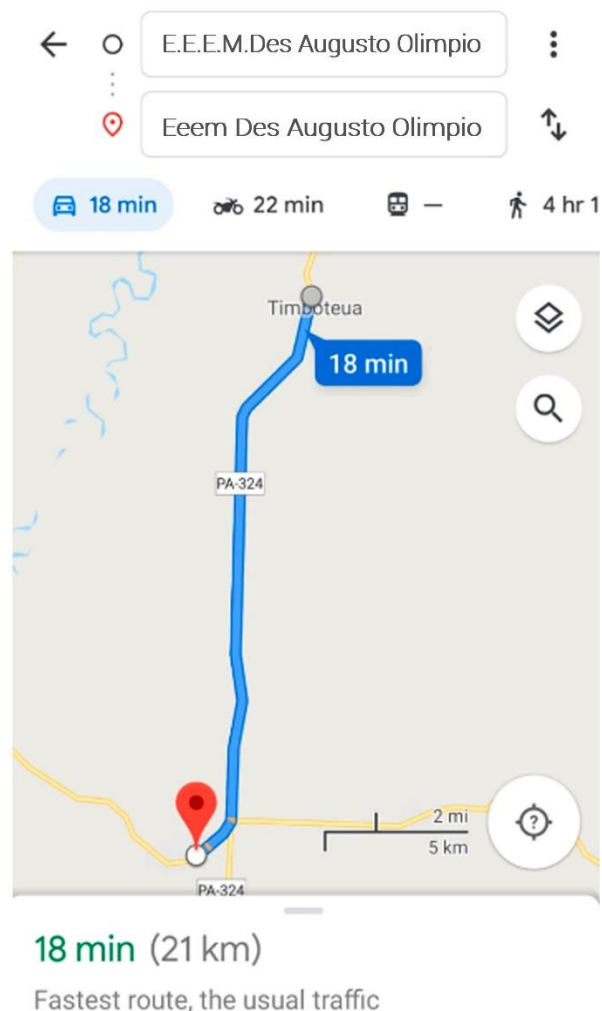 E.E.E.M.Des Augusto Olimpio
Eeem Des Augusto Olimpio
18 min 22 min — 4 hr 1
Timboteua
18 min
PA-324
2 mi
5 km
PA-324
18 min (21 km)
Fastest route, the usual traffic